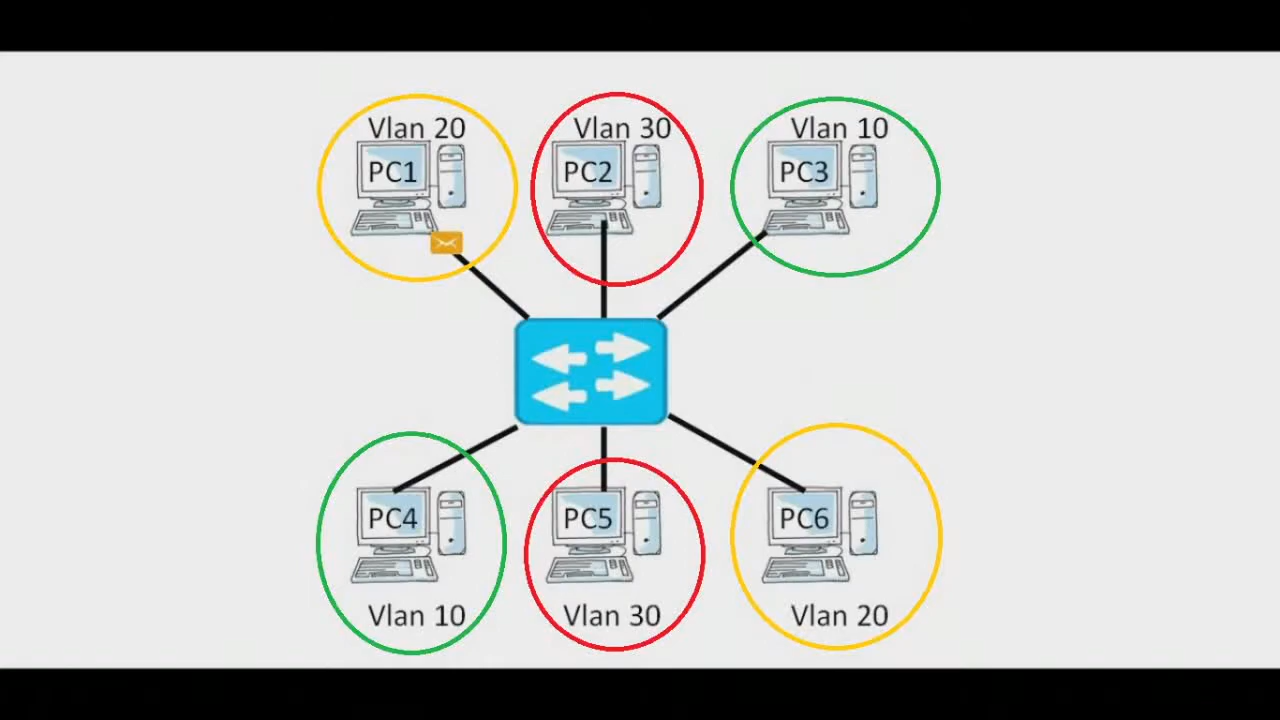 Vlan 20
Vlan 30
Vlan 10
PC1
PC2
PC3
PC4
PC5
PC6
Vlan 10
Vlan 30
Vlan 20